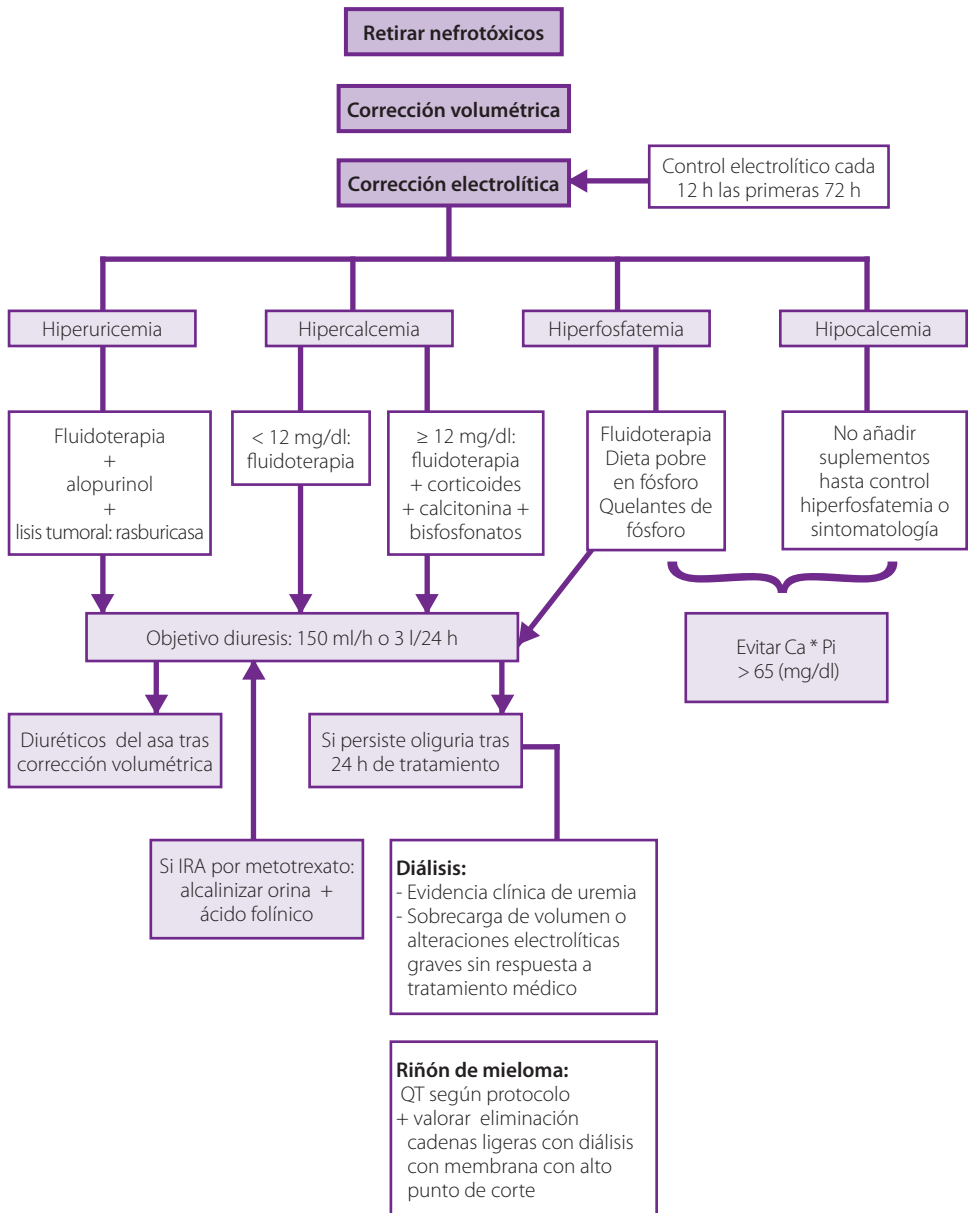 Retirar nefrotóxicos
Corrección volumétrica
Corrección electrolítica
Control electrolítico cada
12 h las primeras 72 h
Hiperuricemia
Hipercalcemia
Hiperfosfatemia
Hipocalcemia
Fluidoterapia
+
alopurinol
+
lisis tumoral: rasburicasa
< 12 mg/dl:
fluidoterapia
≥ 12 mg/dl:
fluidoterapia
+ corticoides
+ calcitonina +
bisfosfonatos
Fluidoterapia
Dieta pobre
en fósforo
Quelantes de
fósforo
No añadir
suplementos
hasta control
hiperfosfatemia o
sintomatología
Objetivo diuresis: 150 ml/h o 3 l/24 h
Evitar Ca * Pi
> 65 (mg/dl)
Diuréticos del asa tras
corrección volumétrica
Si persiste oliguria tras
24 h de tratamiento
Si IRA por metotrexato:
alcalinizar orina +
ácido folínico
Diálisis:
- Evidencia clínica de uremia
- Sobrecarga de volumen o
alteraciones electrolíticas
graves sin respuesta a
tratamiento médico
Riñón de mieloma:
QT según protocolo
+ valorar eliminación
cadenas ligeras con diálisis
con membrana con alto
punto de corte